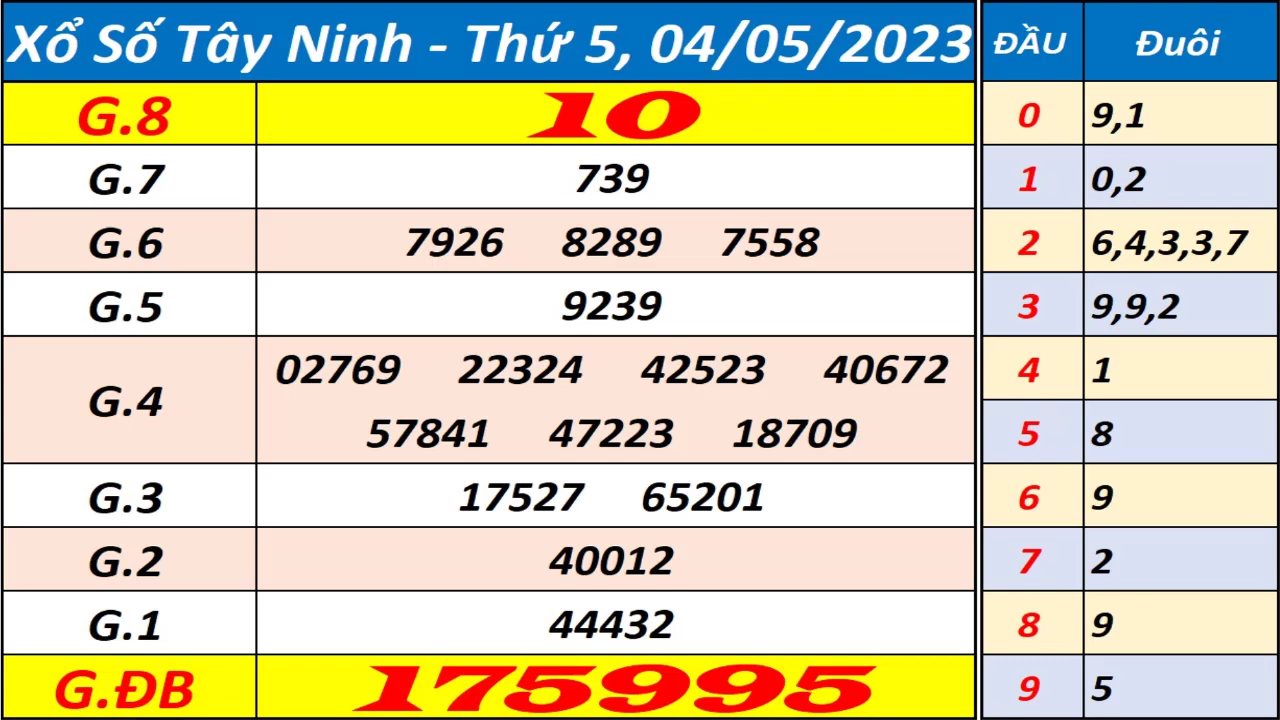 Xổ Số Tây Ninh - Thứ 5, 04/05/2023 ĐẦU Đuôi
G.8 10 0 9,1
G.7 739 1 0,2
G.6 7926 8289 7558 2 6,4,3,3,7
G.5 9239 3 9,9,2
G.4 02769 22324 42523 40672 4 1
57841 47223 18709 5 8
G.3 17527 65201 6 9
G.2 40012 7 2
G.1 44432 8 9
G.ĐB 175995 9 5